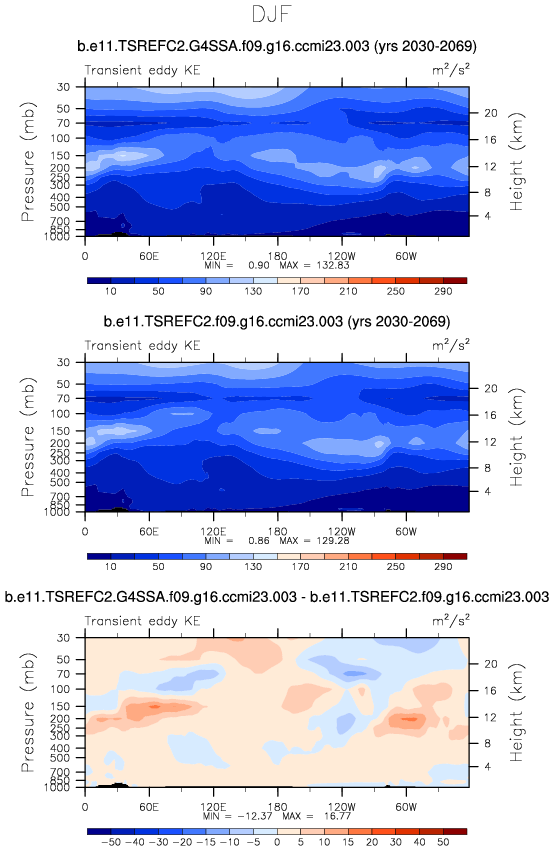 DJF
b.e11.TSREFC2.G4SSA.f09.g16.ccmi23.003 (yrs 2030-2069)
Transient eddy KE m²/s²
Pressure (mb)
30
50
70
100
150
200
250
300
400
500
700
850
1000
Height (km)
20
16
12
8
4
0 60E 120E 180 120W 60W
MIN = 0.90 MAX = 132.83
10 50 90 130 170 210 250 290
b.e11.TSREFC2.f09.g16.ccmi23.003 (yrs 2030-2069)
Transient eddy KE m²/s²
Pressure (mb)
30
50
70
100
150
200
250
300
400
500
700
850
1000
Height (km)
20
16
12
8
4
0 60E 120E 180 120W 60W
MIN = 0.86 MAX = 129.28
10 50 90 130 170 210 250 290
b.e11.TSREFC2.G4SSA.f09.g16.ccmi23.003 - b.e11.TSREFC2.f09.g16.ccmi23.003
Transient eddy KE m²/s²
Pressure (mb)
30
50
70
100
150
200
250
300
400
500
700
850
1000
Height (km)
20
16
12
8
4
0 60E 120E 180 120W 60W
MIN = -12.37 MAX = 16.77
-50 -40 -30 -20 -15 -10 -5 0 5 10 15 20 30 40 50